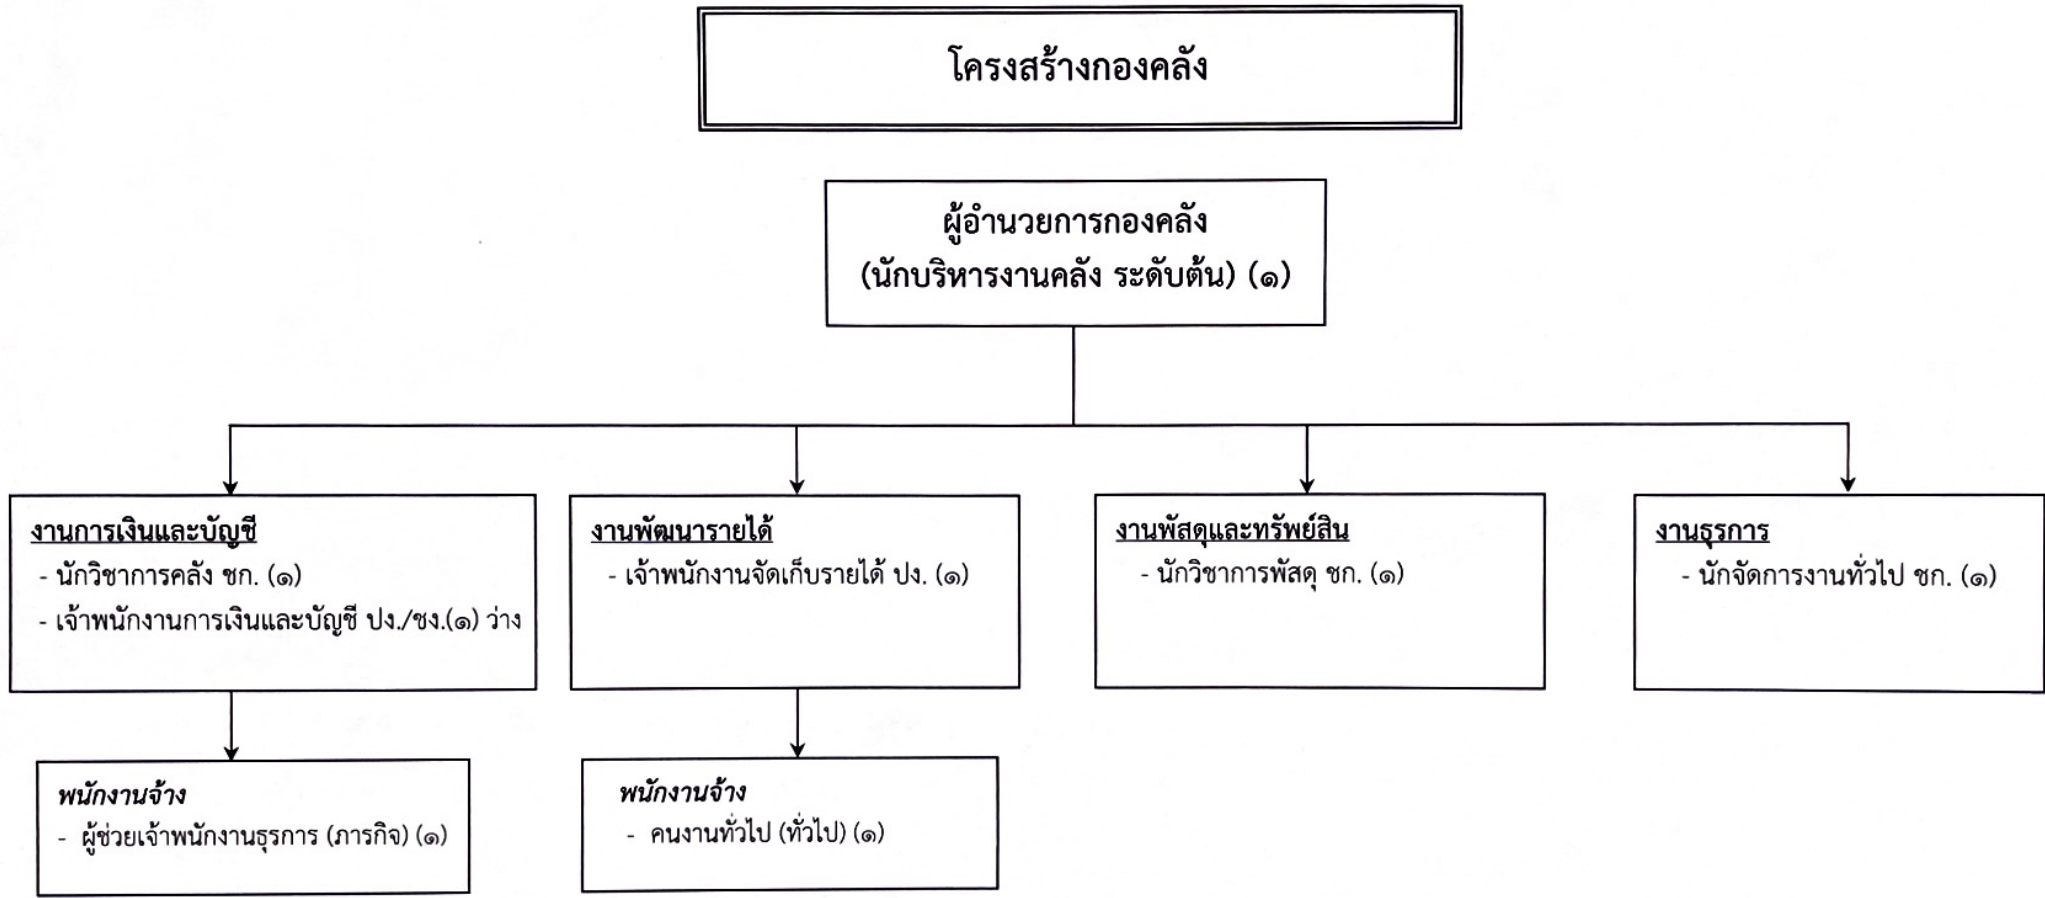 โครงสร้างกองคลัง
ผู้อำนวยการกองคลัง
(นักบริหารงานคลัง ระดับต้น) (๑)
งานการเงินและบัญชี
- นักวิชาการคลัง ชก. (๑)
- เจ้าพนักงานการเงินและบัญชี ปง./ชง.(๑) ว่าง
งานพัฒนารายได้
- เจ้าพนักงานจัดเก็บรายได้ ปง. (๑)
งานพัสดุและทรัพย์สิน
- นักวิชาการพัสดุ ชก. (๑)
งานธุรการ
- นักจัดการงานทั่วไป ชก. (๑)
พนักงานจ้าง
- ผู้ช่วยเจ้าพนักงานธุรการ (ภารกิจ) (๑)
พนักงานจ้าง
- คนงานทั่วไป (ทั่วไป) (๑)